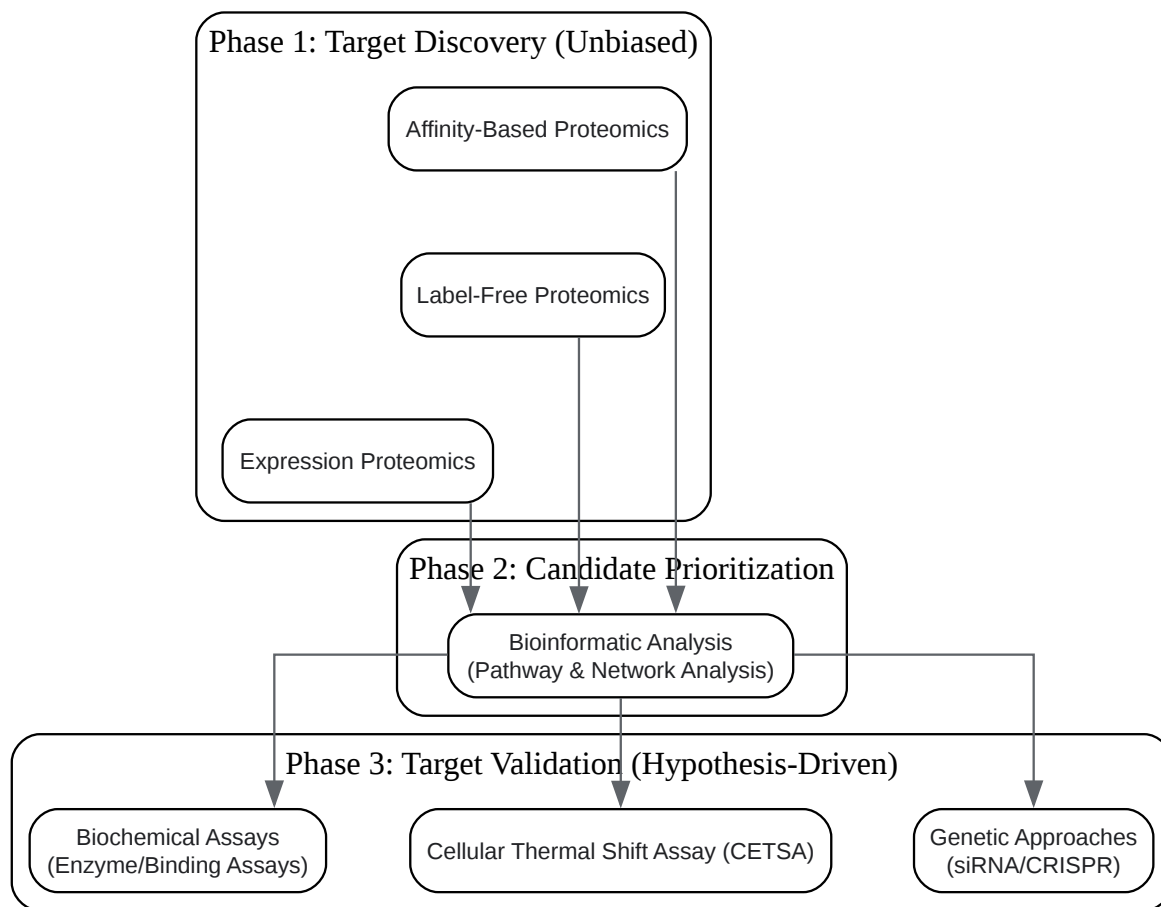 Phase 1: Target Discovery (Unbiased)
Affinity-Based Proteomics
Label-Free Proteomics
Expression Proteomics
Phase 2: Candidate Prioritization
Bioinformatic Analysis
(Pathway & Network Analysis)
Phase 3: Target Validation (Hypothesis-Driven)
Biochemical Assays
(Enzyme/Binding Assays)
Cellular Thermal Shift Assay (CETSA)
Genetic Approaches
(siRNA/CRISPR)